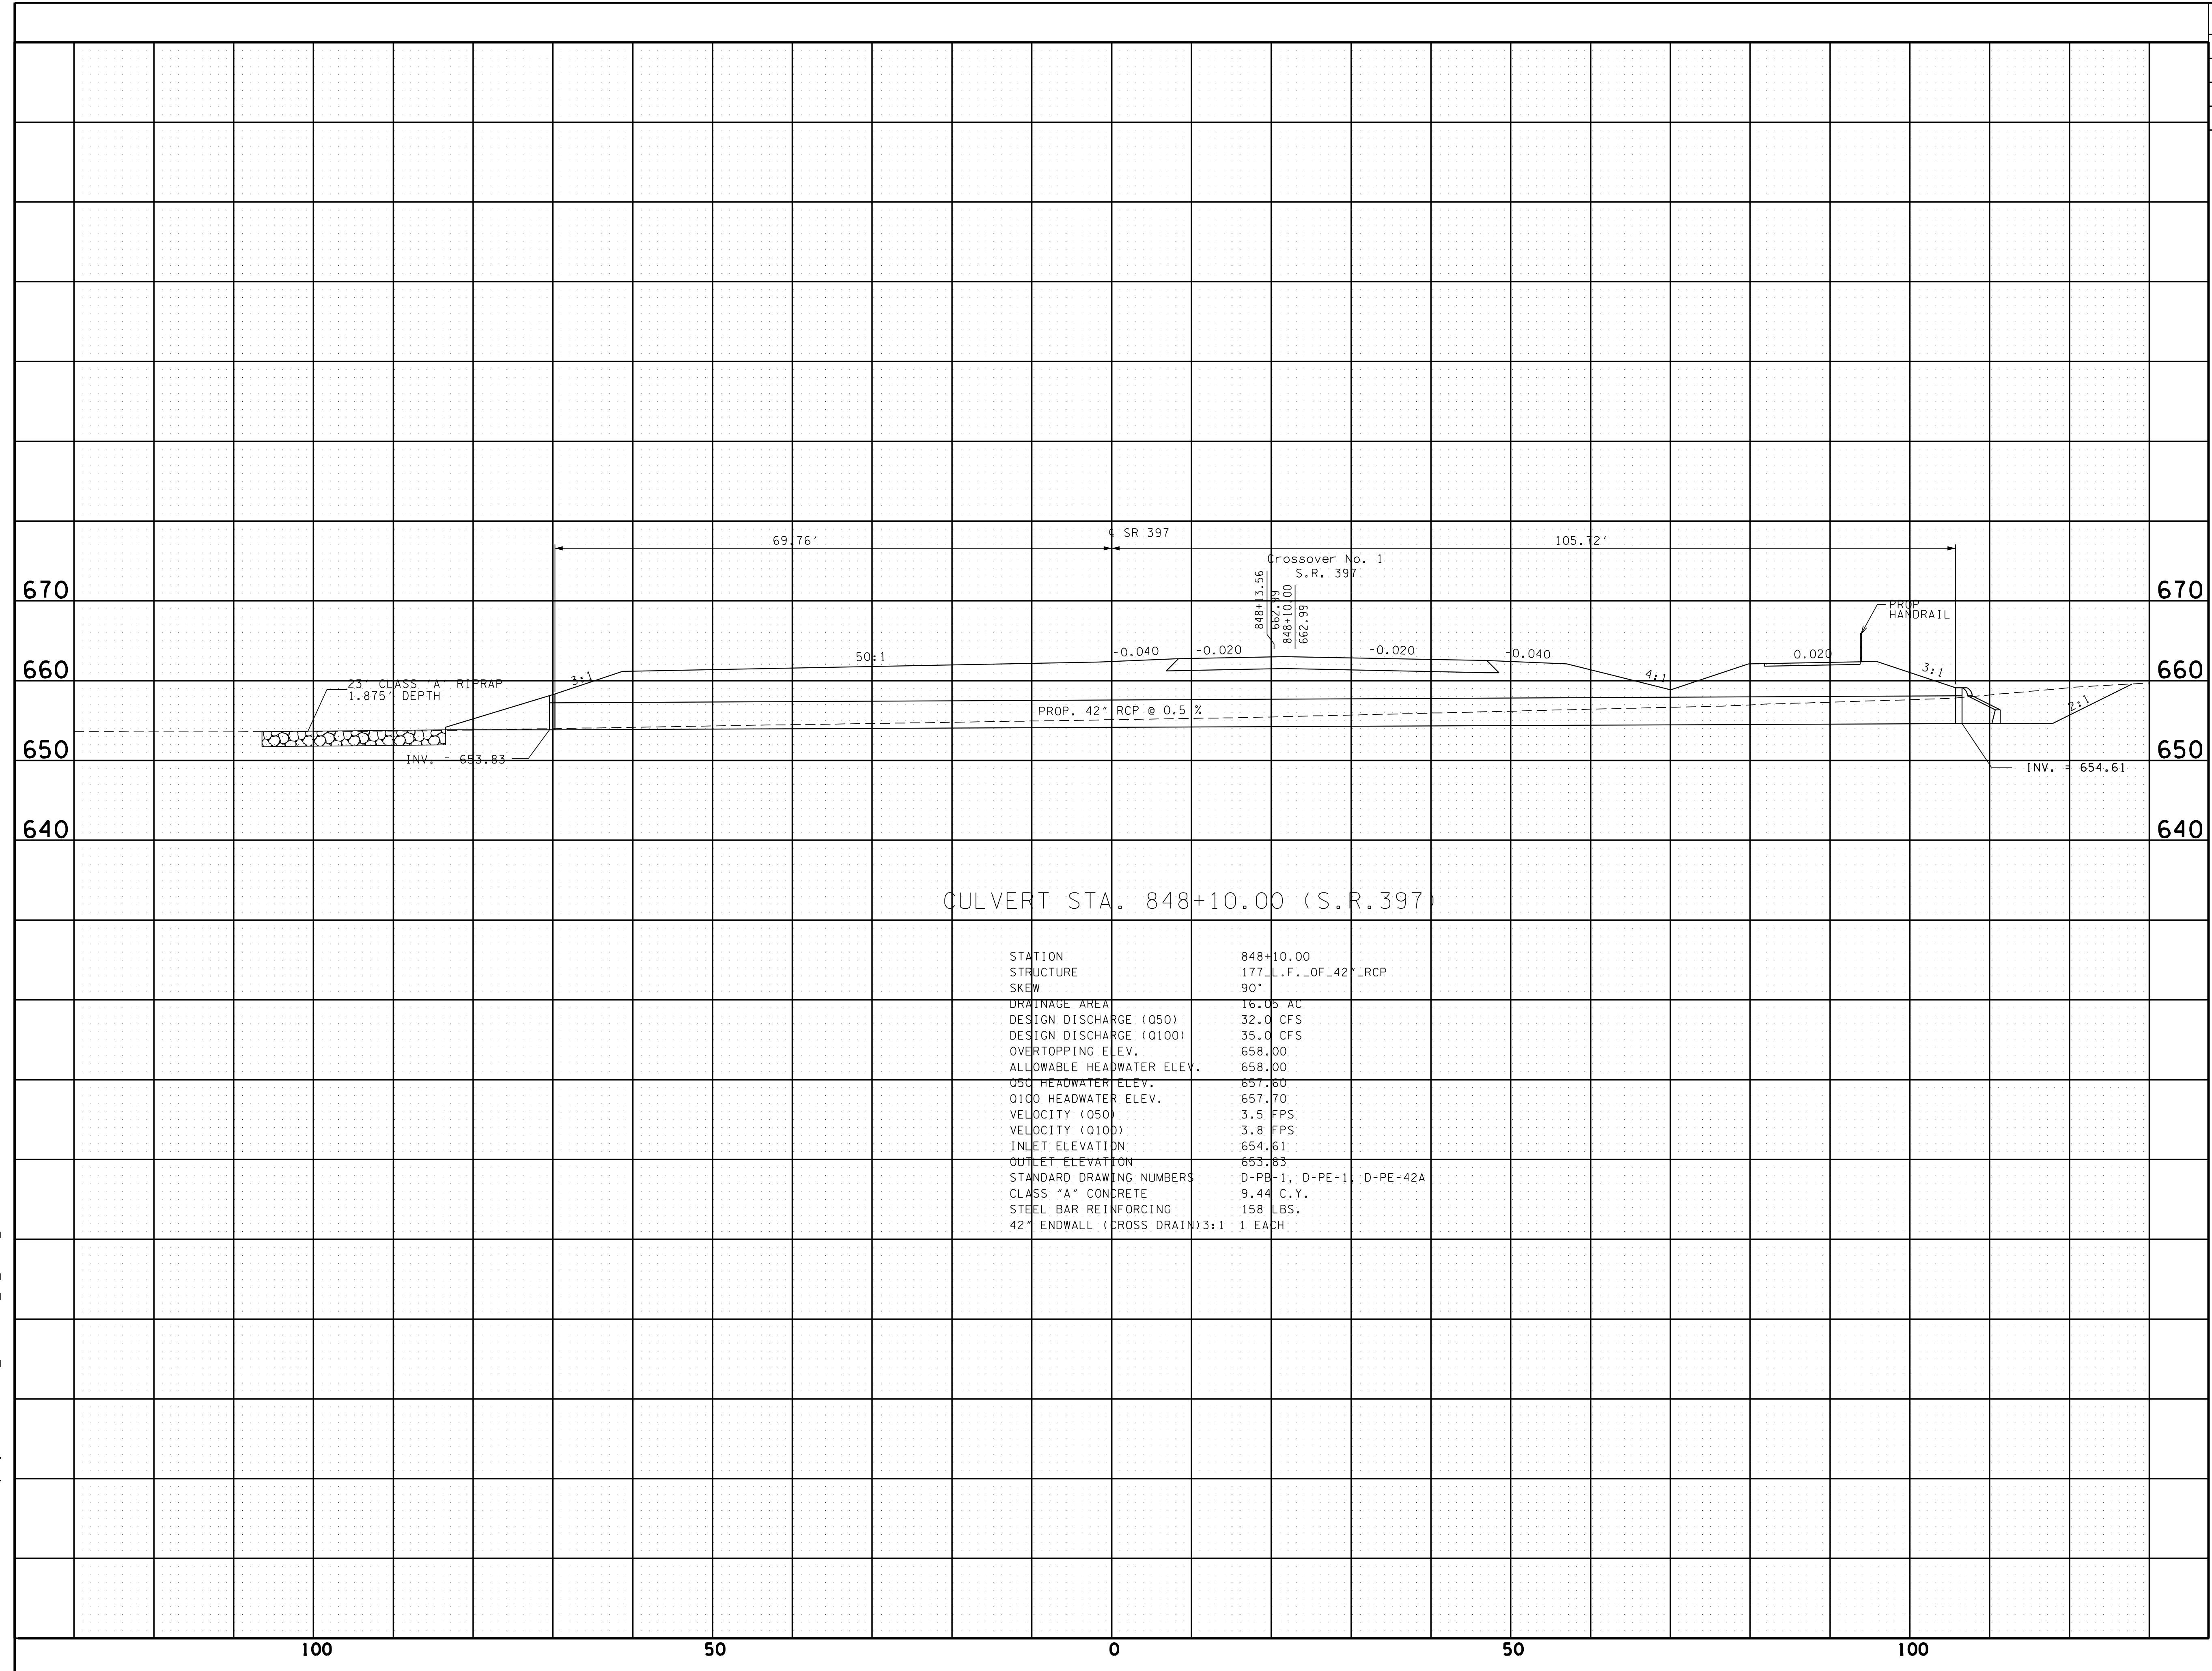 ℄ SR 397
69.76′
105.72′
Crossover No. 1
S.R. 397
848+13.56
662.99
848+10.00
662.99
670
670
PROP.
HANDRAIL
-0.040
-0.020
-0.020
-0.040
50:1
0.020
3:1
660
660
3:1
4:1
23′ CLASS "A" RIPRAP
1.875′ DEPTH
2:1
PROP. 42″ RCP @ 0.5 %
650
650
INV. = 653.83
INV. = 654.61
640
640
CULVERT STA. 848+10.00 (S.R.397)
STATION 848+10.00
STRUCTURE 177_L.F._OF_42″_RCP
SKEW 90°
DRAINAGE AREA 16.05 AC
DESIGN DISCHARGE (Q50) 32.0 CFS
DESIGN DISCHARGE (Q100) 35.0 CFS
OVERTOPPING ELEV. 658.00
ALLOWABLE HEADWATER ELEV. 658.00
Q50 HEADWATER ELEV. 657.60
Q100 HEADWATER ELEV. 657.70
VELOCITY (Q50) 3.5 FPS
VELOCITY (Q100) 3.8 FPS
INLET ELEVATION 654.61
OUTLET ELEVATION 653.83
STANDARD DRAWING NUMBERS D-PB-1, D-PE-1, D-PE-42A
CLASS "A" CONCRETE 9.44 C.Y.
STEEL BAR REINFORCING 158 LBS.
42″ ENDWALL (CROSS DRAIN)3:1 1 EACH
100 50 0 50 100